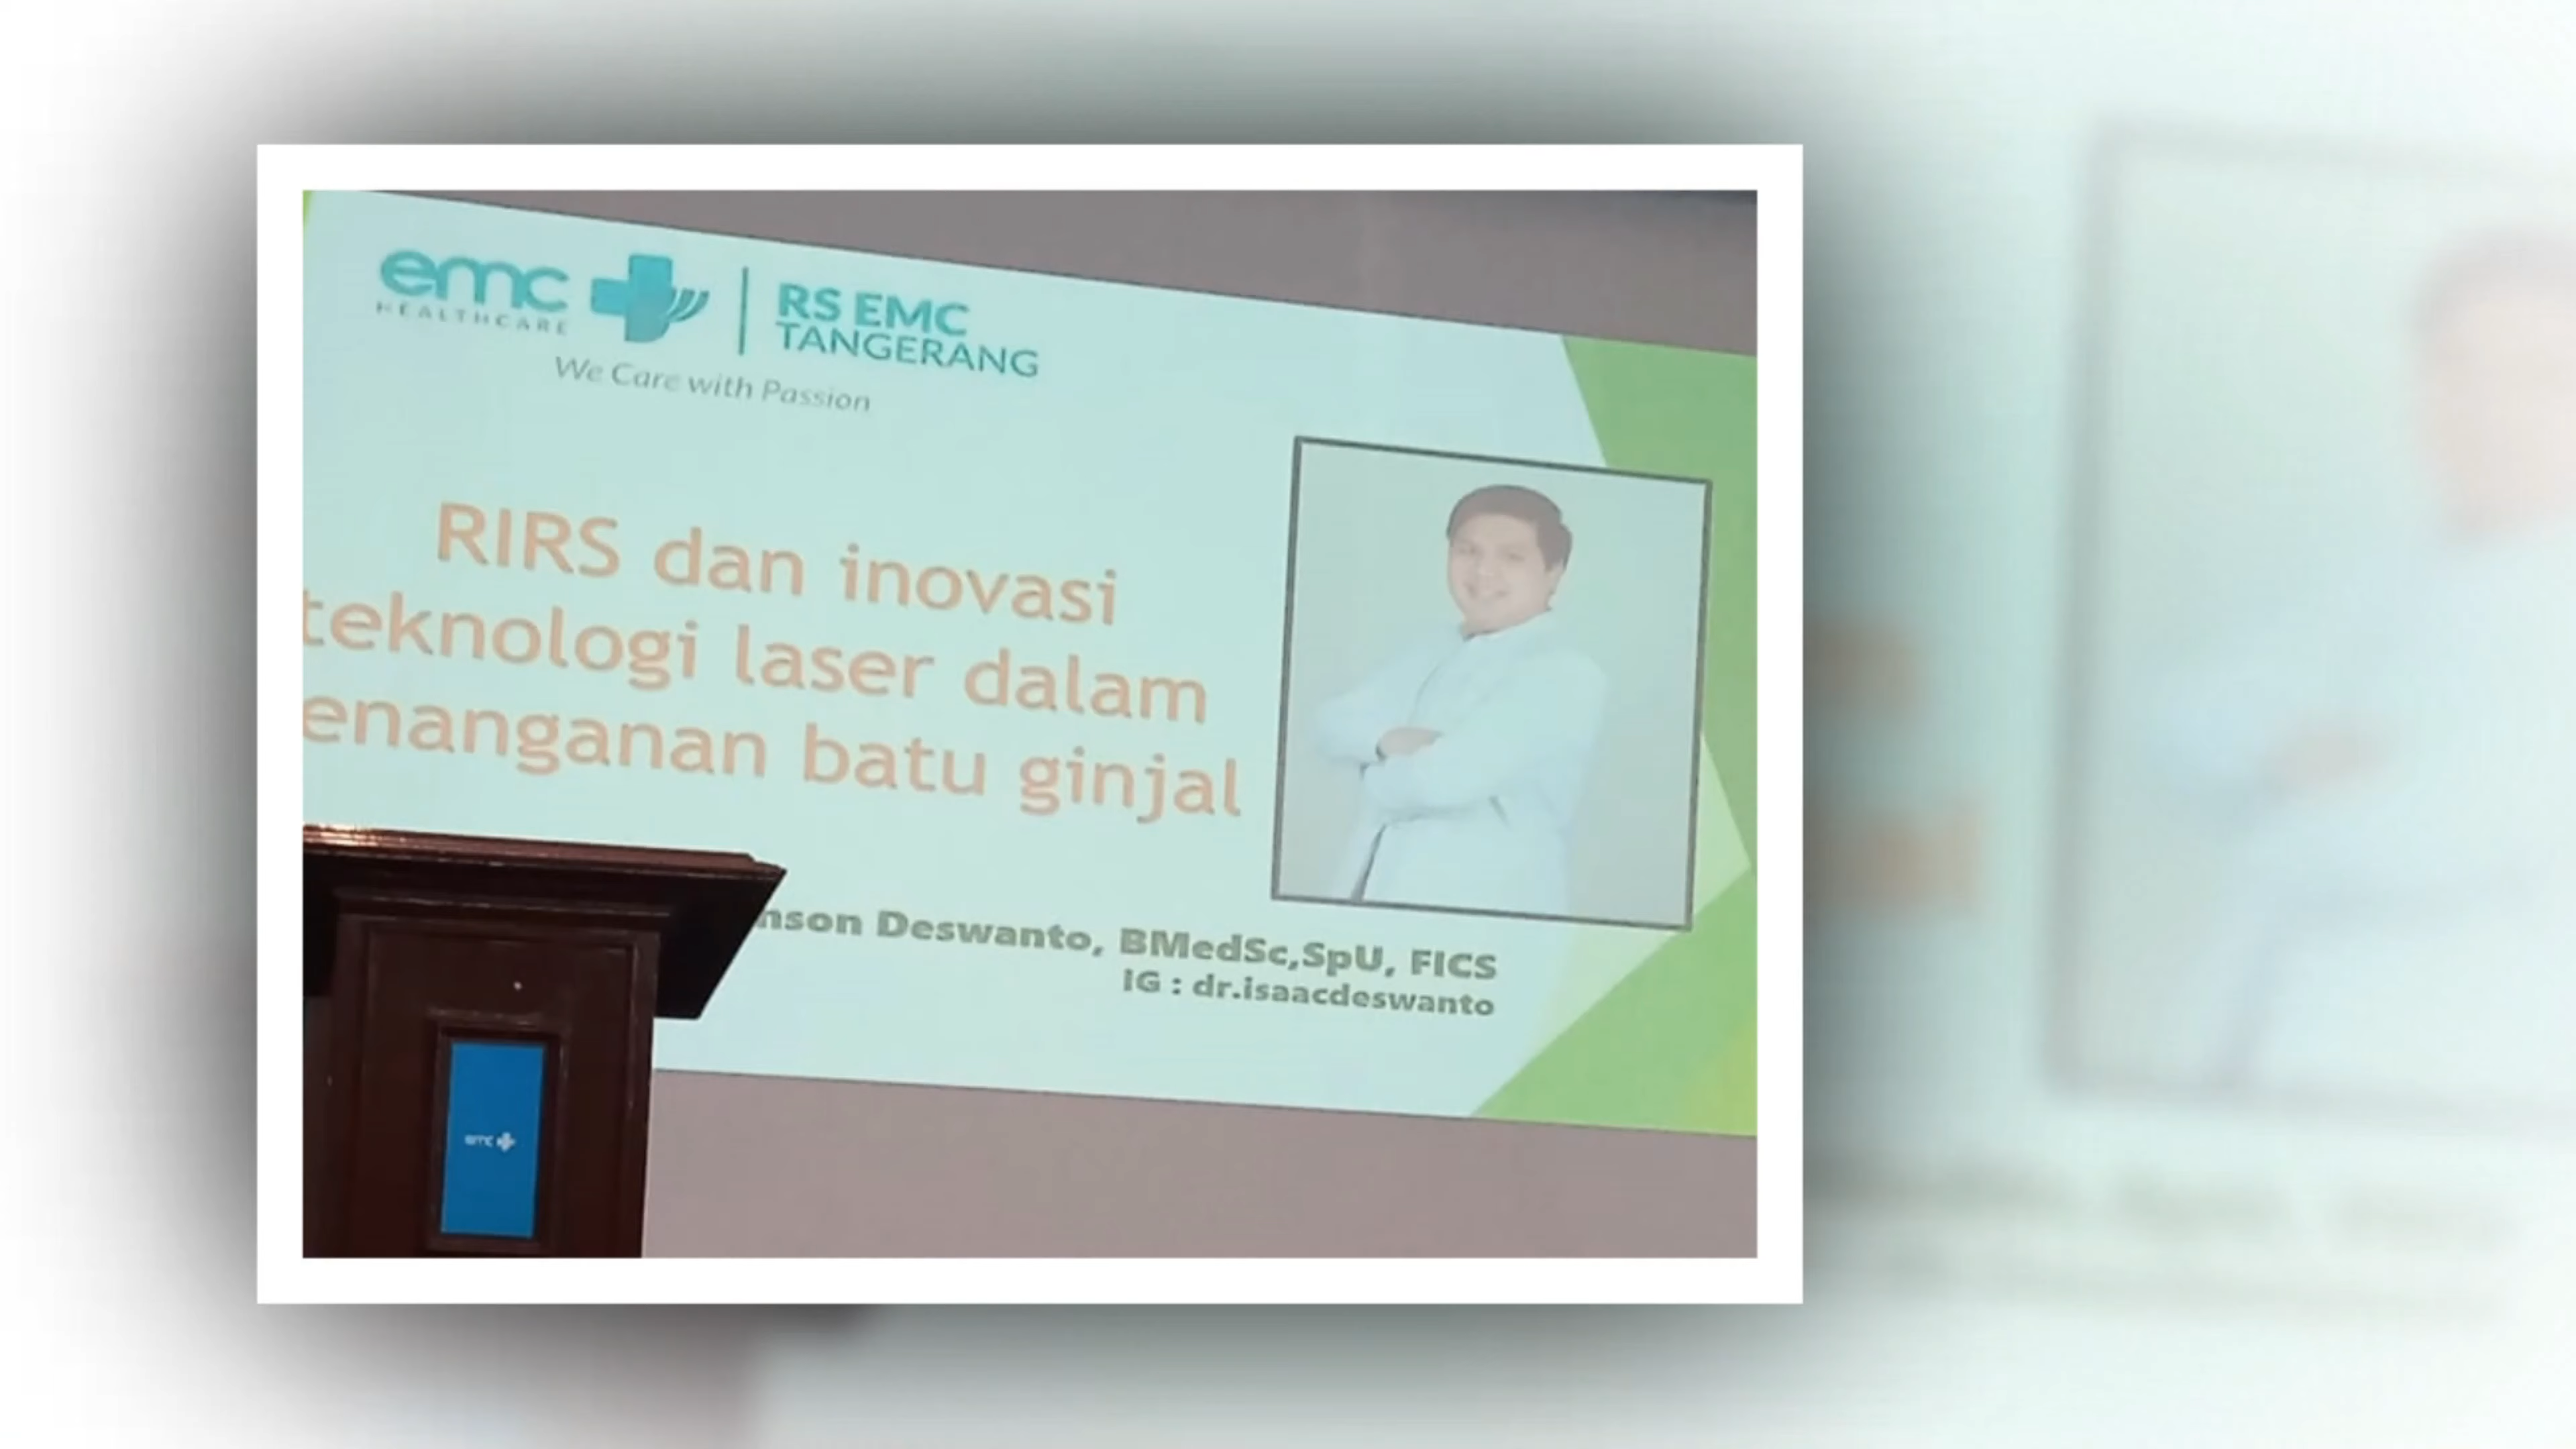 emc
HEALTHCARE
RS EMC
TANGERANG
We Care with Passion
RIRS dan inovasi
teknologi laser dalam
enanganan batu ginjal
nson Deswanto, BMedSc,SpU, FICS
IG : dr.isaacdeswanto
emc